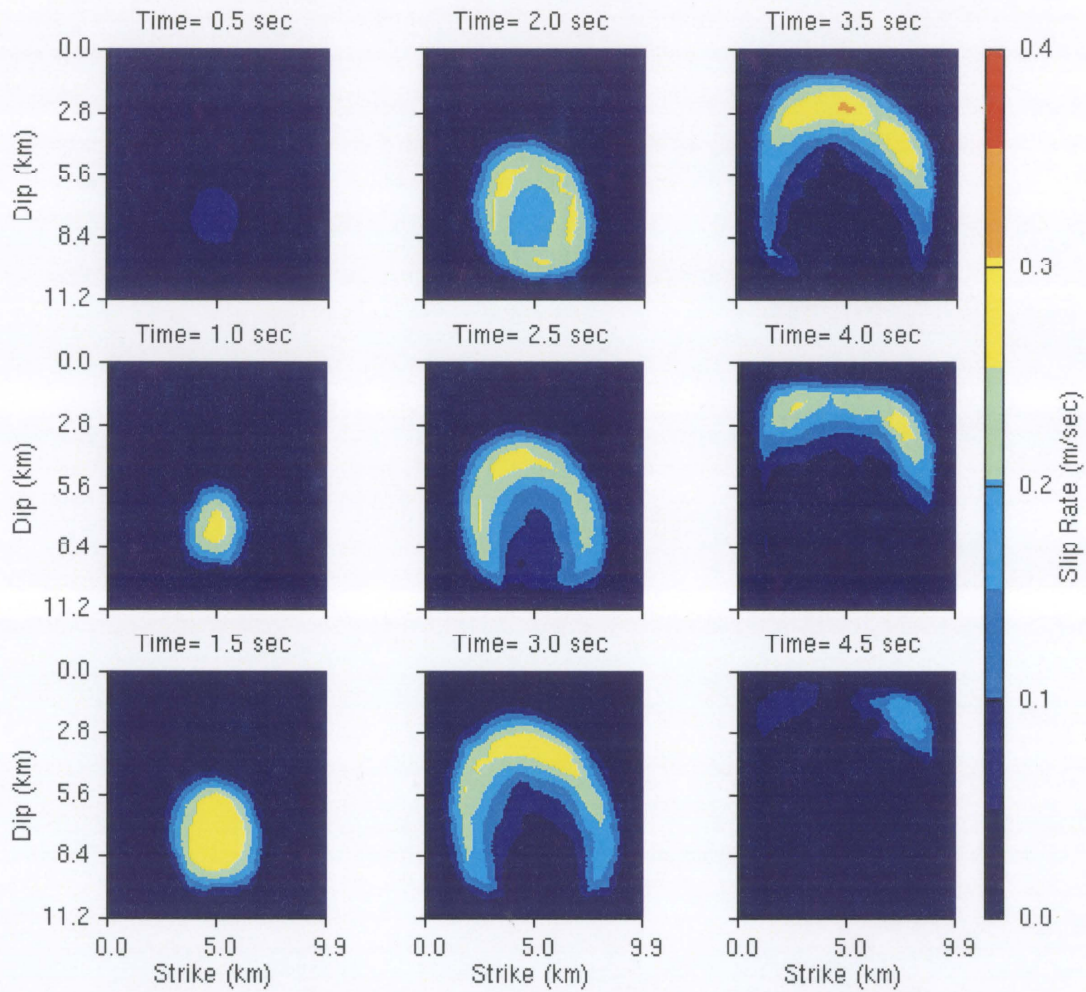 Time= 0.5 sec
Time= 2.0 sec
Time= 3.5 sec
0.0
2.8
5.6
8.4
11.2
Dip (km)
Time= 1.0 sec
Time= 2.5 sec
Time= 4.0 sec
0.0
2.8
5.6
8.4
11.2
Dip (km)
Time= 1.5 sec
Time= 3.0 sec
Time= 4.5 sec
0.0
2.8
5.6
8.4
11.2
Dip (km)
0.0 5.0 9.9
Strike (km)
0.0 5.0 9.9
Strike (km)
0.0 5.0 9.9
Strike (km)
0.4
0.3
0.2
0.1
0.0
Slip Rate (m/sec)